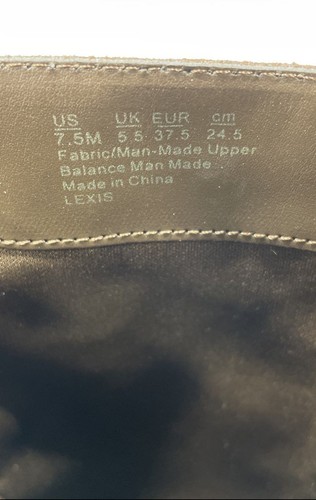 US UK EUR cm
7.5M 5.5 37.5 24.5
Fabric/Man-Made Upper
Balance Man Made
Made in China
LEXIS